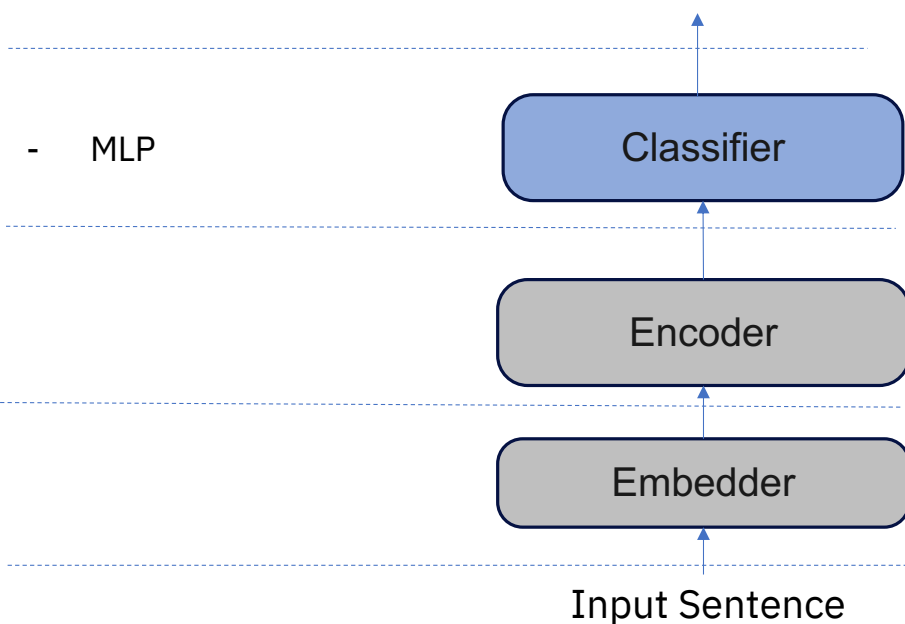 - MLP
Classifier
Encoder
Embedder
Input Sentence